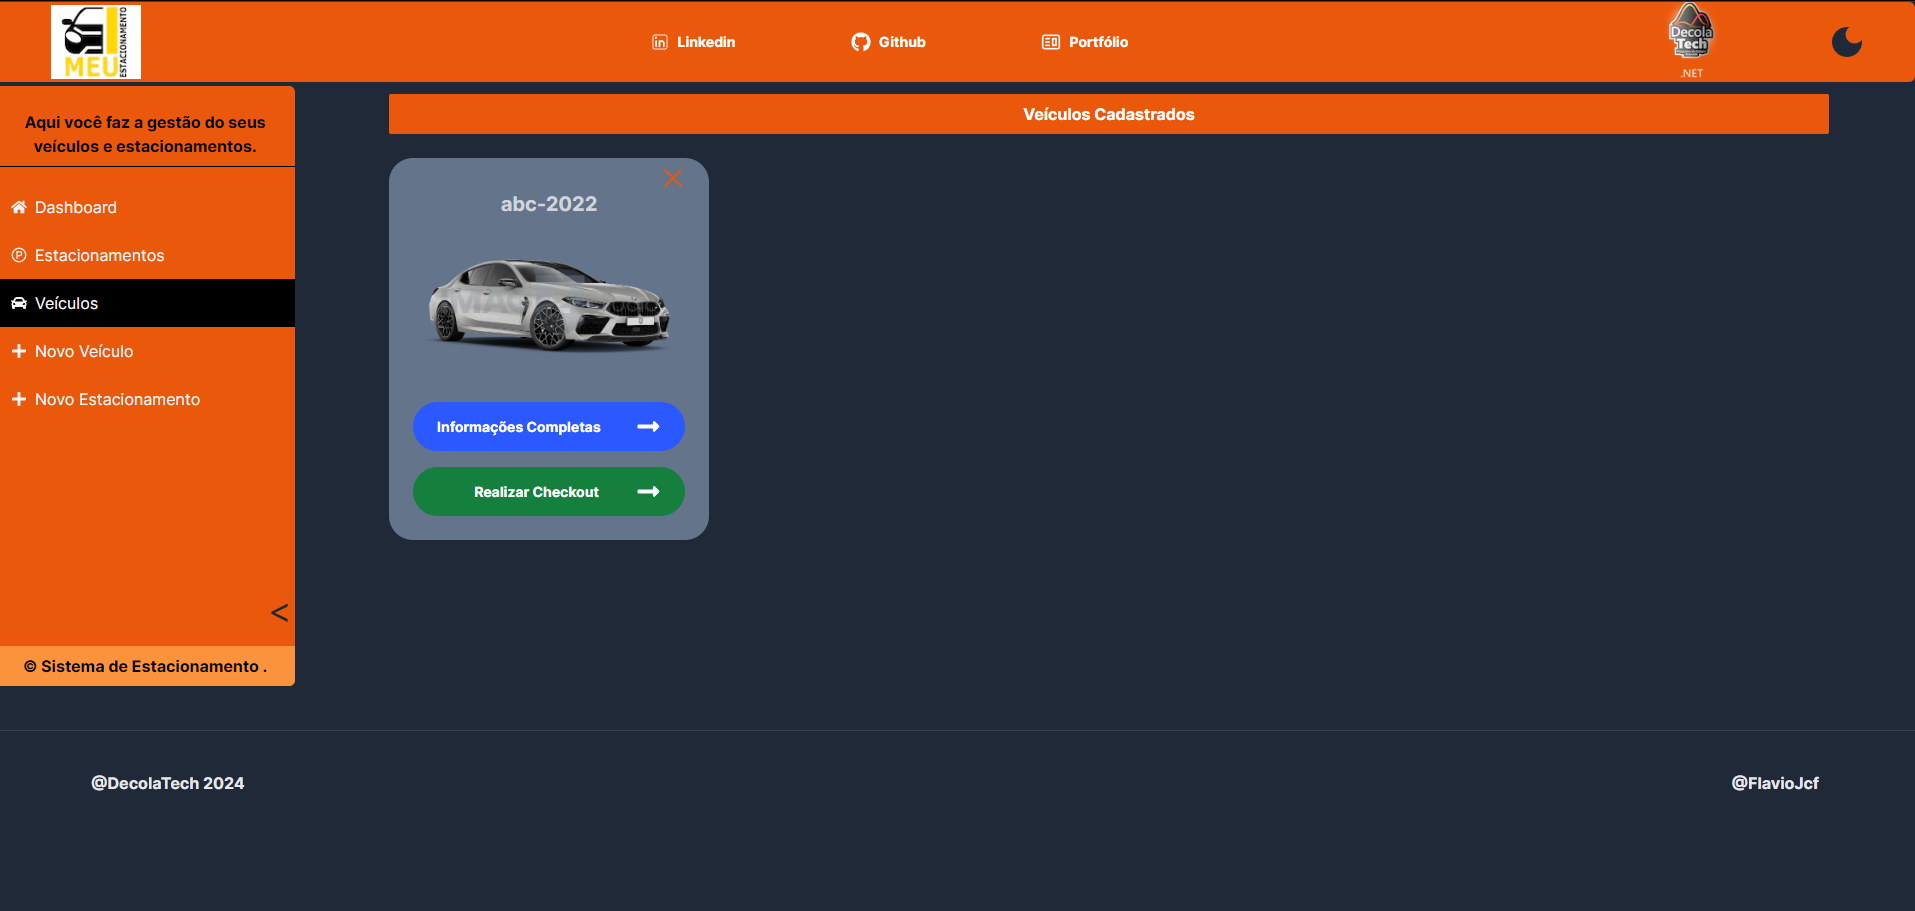 MEU
ESTACIONAMENTO
Linkedin
Github
Portfólio
Decola
Tech
.NET
Aqui você faz a gestão do seus
veículos e estacionamentos.
Dashboard
Estacionamentos
Veículos
Novo Veículo
Novo Estacionamento
<
© Sistema de Estacionamento .
Veículos Cadastrados
abc-2022
Informações Completas
Realizar Checkout
@DecolaTech 2024
@FlavioJcf